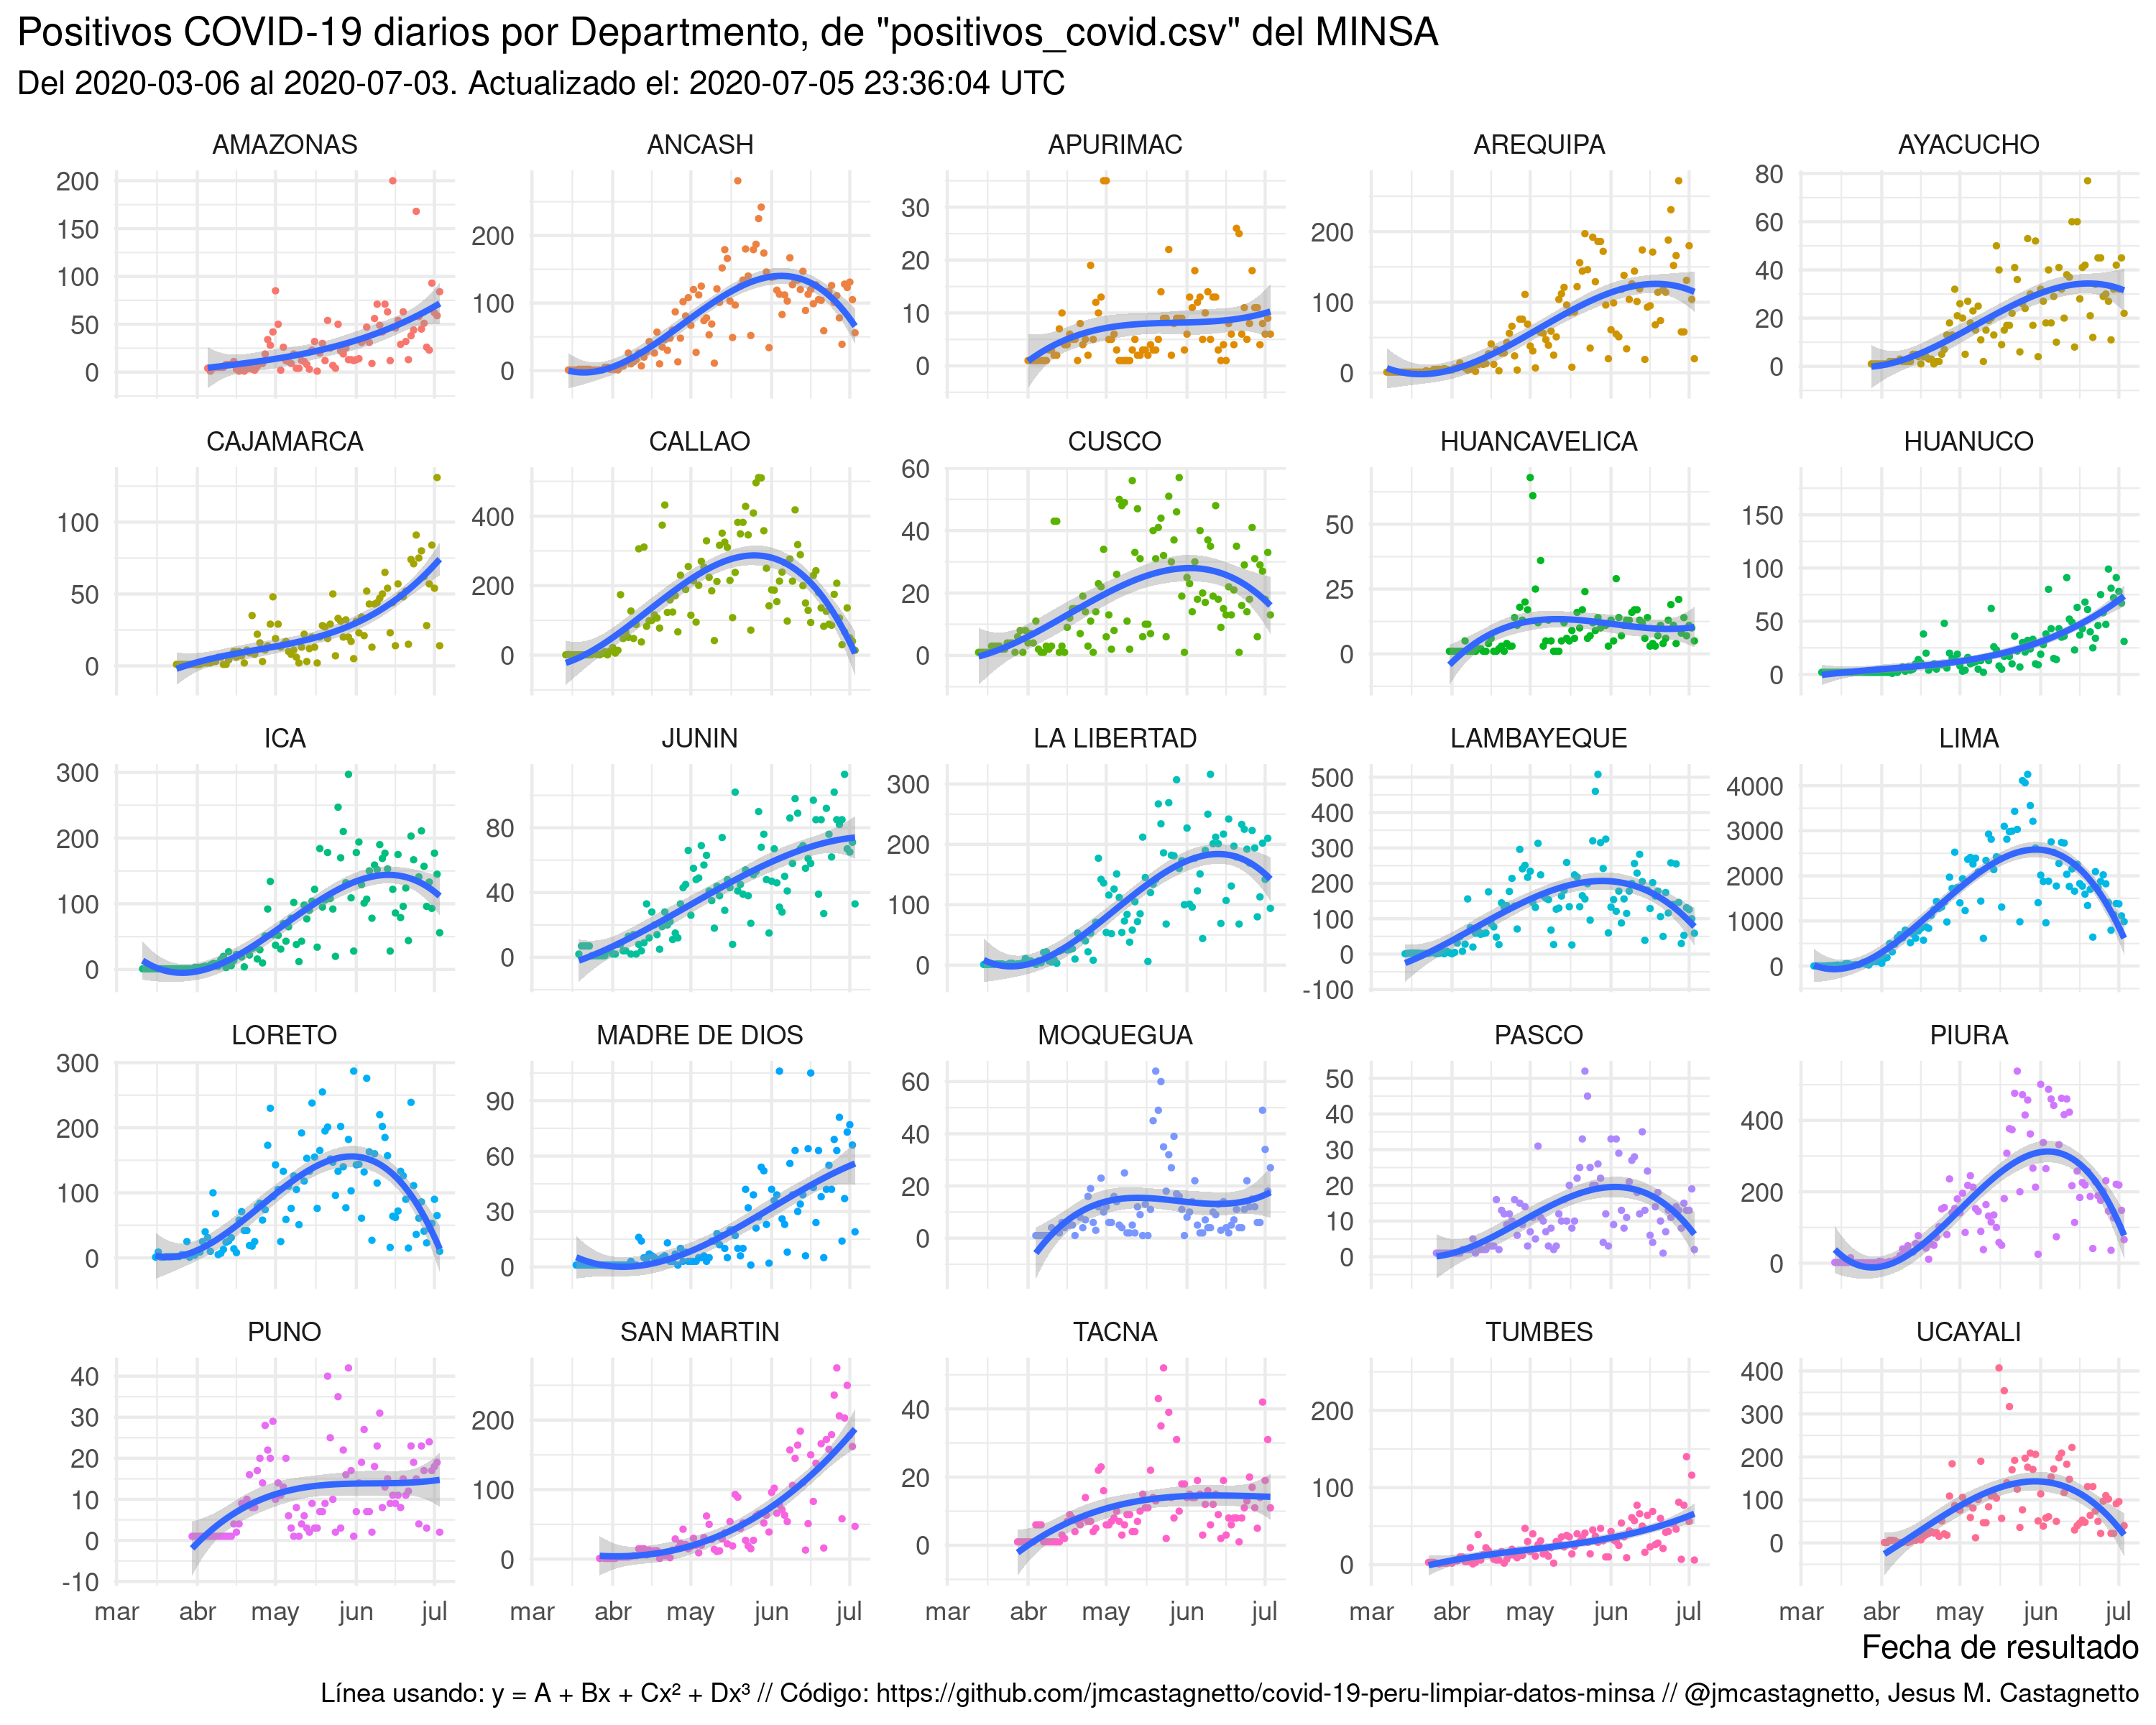 Positivos COVID-19 diarios por Departmento, de "positivos_covid.csv" del MINSA
Del 2020-03-06 al 2020-07-03. Actualizado el: 2020-07-05 23:36:04 UTC
AMAZONAS
200
150
100
50
0
ANCASH
200
100
0
APURIMAC
30
20
10
0
AREQUIPA
200
100
0
AYACUCHO
80
60
40
20
0
CAJAMARCA
100
50
0
CALLAO
400
200
0
CUSCO
60
40
20
0
HUANCAVELICA
50
25
0
HUANUCO
150
100
50
0
ICA
300
200
100
0
JUNIN
80
40
0
LA LIBERTAD
300
200
100
0
LAMBAYEQUE
500
400
300
200
100
0
-100
LIMA
4000
3000
2000
1000
0
LORETO
300
200
100
0
MADRE DE DIOS
90
60
30
0
MOQUEGUA
60
40
20
0
PASCO
50
40
30
20
10
0
PIURA
400
200
0
PUNO
40
30
20
10
0
-10
SAN MARTIN
200
100
0
TACNA
40
20
0
TUMBES
200
100
0
UCAYALI
400
300
200
100
0
mar abr may jun jul
mar abr may jun jul
mar abr may jun jul
mar abr may jun jul
mar abr may jun jul
Fecha de resultado
Línea usando: y = A + Bx + Cx² + Dx³ // Código: https://github.com/jmcastagnetto/covid-19-peru-limpiar-datos-minsa // @jmcastagnetto, Jesus M. Castagnetto